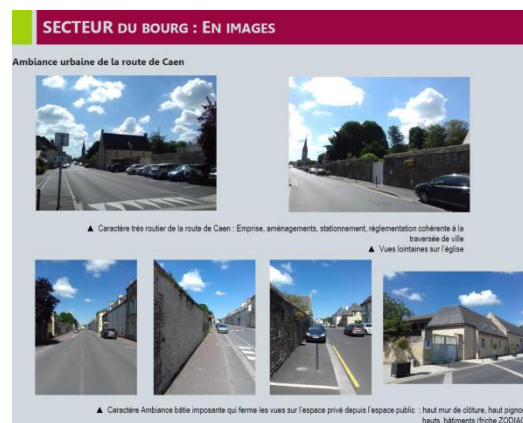 SECTEUR DU BOURG : EN IMAGES
Ambiance urbaine de la route de Caen
▲ Caractère très routier de la route de Caen : Emprise, aménagements, stationnement, réglementation cohérente à la
traversée de ville
▲ Vues lointaines sur l'église
▲ Caractère Ambiance bâtie imposante qui ferme les vues sur l'espace privé depuis l'espace public : haut mur de clôture, haut pignon
hauts bâtiments (friche ZODIAC